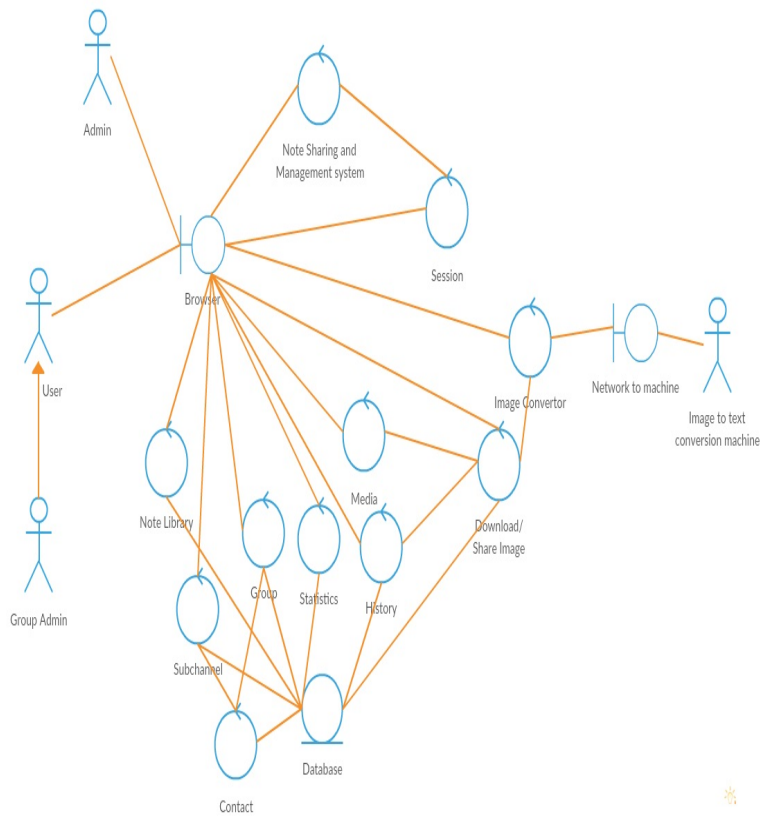 Admin
Note Sharing and
Management system
Session
Browser
User
Image Convertor
Network to machine
Image to text
conversion machine
Media
Note Library
Download/
Share Image
Group
Statistics
History
Group Admin
Subchannel
Database
Contact